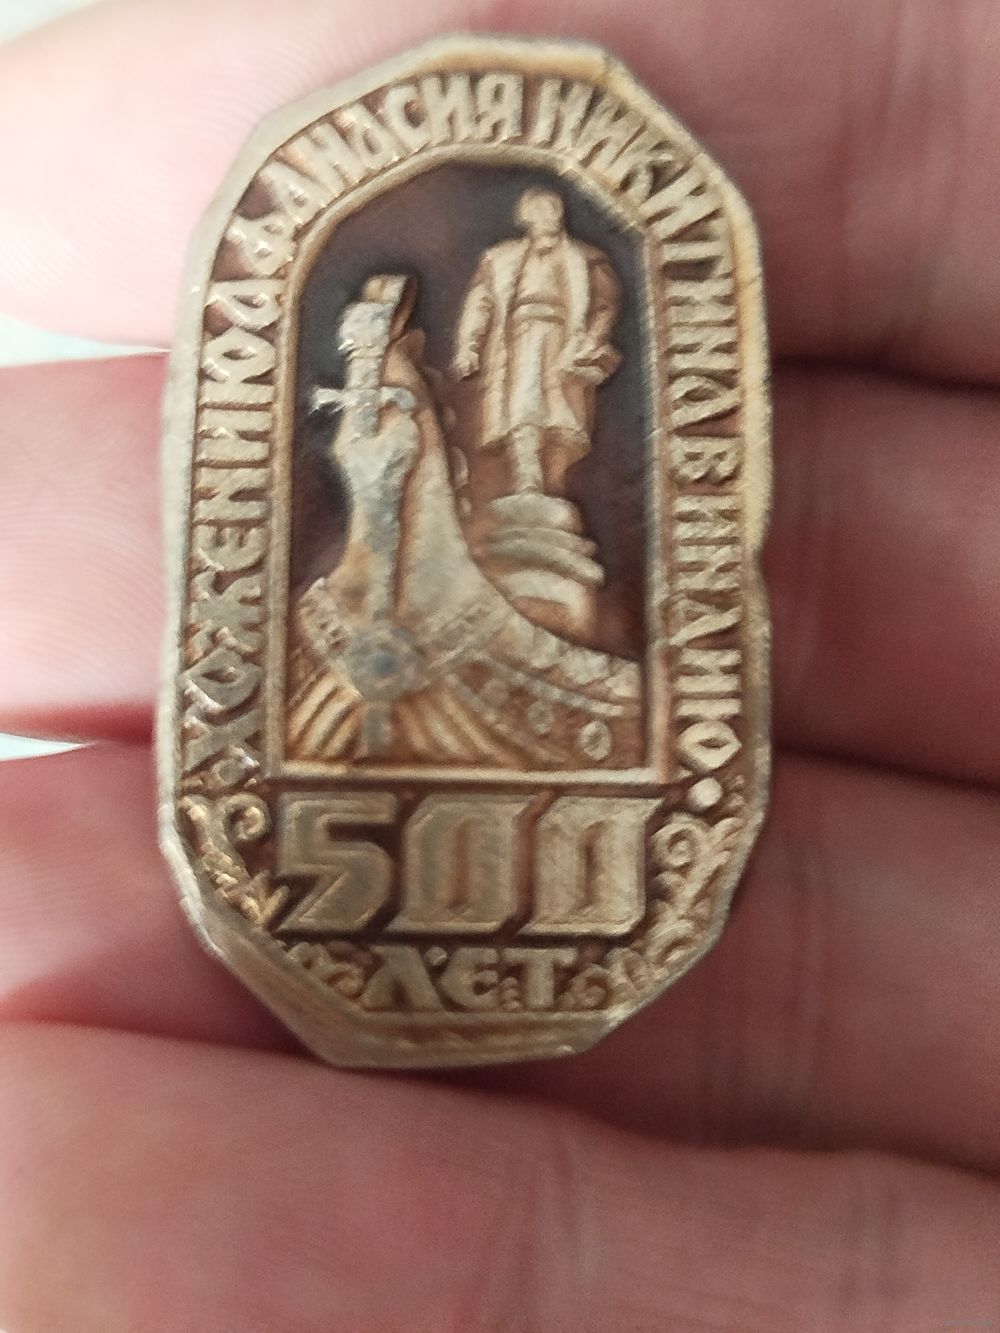 ХОЖЕНИЮ АФАНАСИЯ НИКИТИНА В ИНДИЮ •
500
ЛЕТ